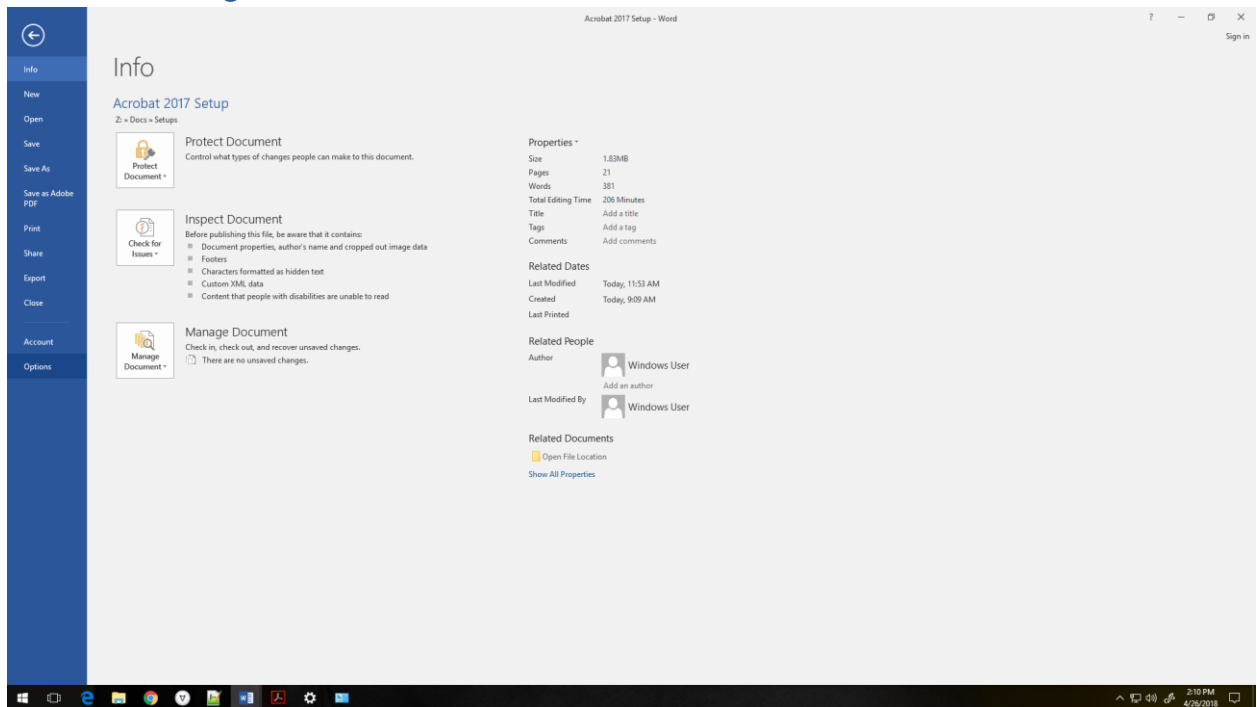 Acrobat 2017 Setup - Word
?
Sign in
Info
New
Open
Save
Save As
Save as Adobe
PDF
Print
Share
Export
Close
Account
Options
Info
Acrobat 2017 Setup
Z: » Docs » Setups
Protect
Document
Protect Document
Control what types of changes people can make to this document.
Check for
Issues
Inspect Document
Before publishing this file, be aware that it contains:
Document properties, author's name and cropped out image data
Footers
Characters formatted as hidden text
Custom XML data
Content that people with disabilities are unable to read
Manage
Document
Manage Document
Check in, check out, and recover unsaved changes.
There are no unsaved changes.
Properties
Size 1.83MB
Pages 21
Words 381
Total Editing Time 206 Minutes
Title Add a title
Tags Add a tag
Comments Add comments
Related Dates
Last Modified Today, 11:53 AM
Created Today, 9:09 AM
Last Printed
Related People
Author Windows User
Add an author
Last Modified By Windows User
Related Documents
Open File Location
Show All Properties
2:10 PM
4/26/2018